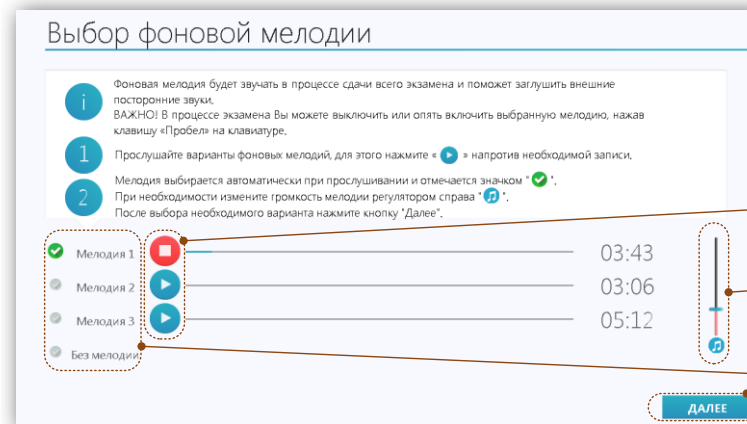 Выбор фоновой мелодии
i
Фоновая мелодия будет звучать в процессе сдачи всего экзамена и поможет заглушить внешние
посторонние звуки.
ВАЖНО! В процессе экзамена Вы можете выключить или опять включить выбранную мелодию, нажав
клавишу «Пробел» на клавиатуре.
1
Прослушайте варианты фоновых мелодий, для этого нажмите « » напротив необходимой записи.
2
Мелодия выбирается автоматически при прослушивании и отмечается значком " ".
При необходимости измените громкость мелодии регулятором справа " ".
После выбора необходимого варианта нажмите кнопку "Далее".
Мелодия 1 03:43
Мелодия 2 03:06
Мелодия 3 05:12
Без мелодии
ДАЛЕЕ